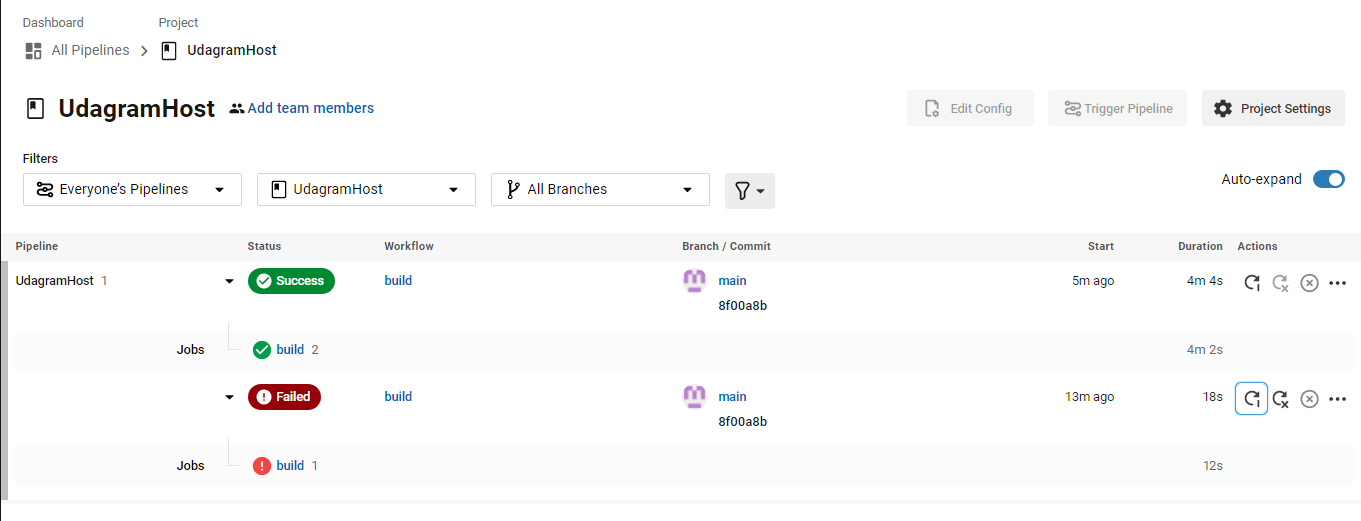 Dashboard Project
All Pipelines UdagramHost
UdagramHost Add team members Edit Config Trigger Pipeline Project Settings
Filters
Everyone's Pipelines UdagramHost All Branches Auto-expand
Pipeline Status Workflow Branch / Commit Start Duration Actions
UdagramHost 1 Success build main 5m ago 4m 4s
8f00a8b
Jobs build 2 4m 2s
Failed build main 13m ago 18s
8f00a8b
Jobs build 1 12s